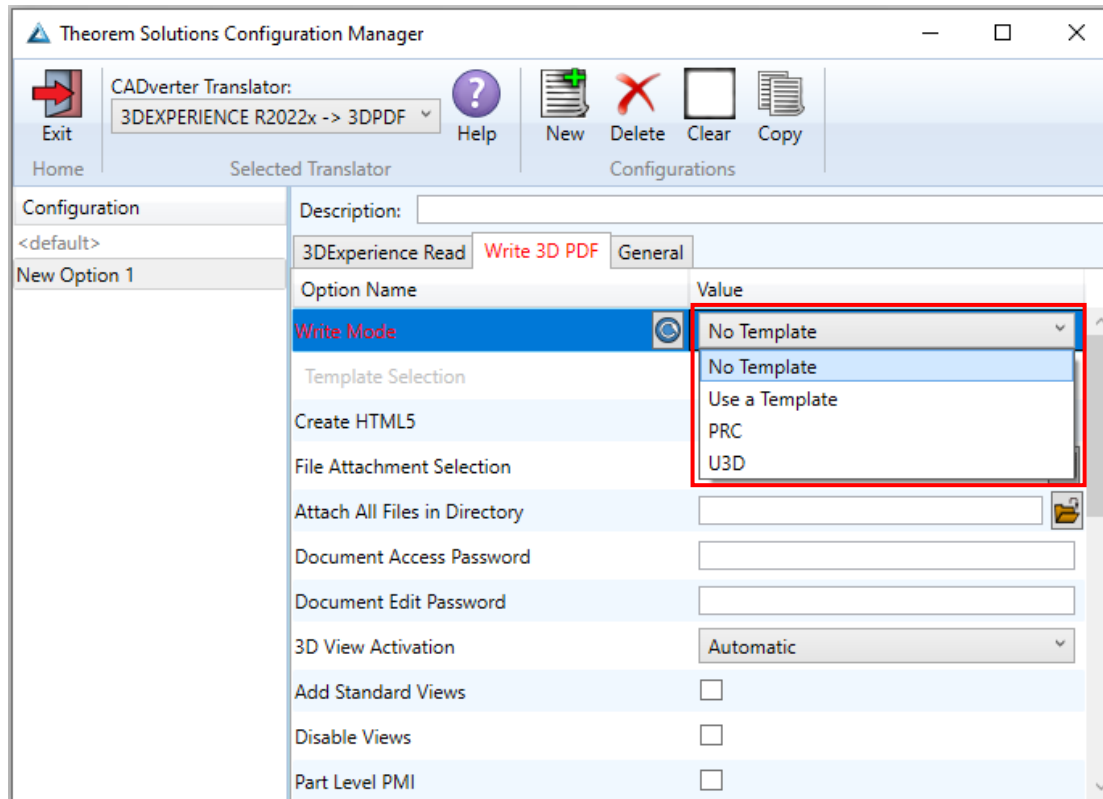 Theorem Solutions Configuration Manager
CADverter Translator:
3DEXPERIENCE R2022x -> 3DPDF
Exit
Help
New
Delete
Clear
Copy
Home
Selected Translator
Configurations
Configuration
Description:
<default>
3DExperience Read
Write 3D PDF
General
New Option 1
Option Name
Value
Write Mode
No Template
Template Selection
No Template
Use a Template
Create HTML5
PRC
File Attachment Selection
U3D
Attach All Files in Directory
Document Access Password
Document Edit Password
3D View Activation
Automatic
Add Standard Views
Disable Views
Part Level PMI